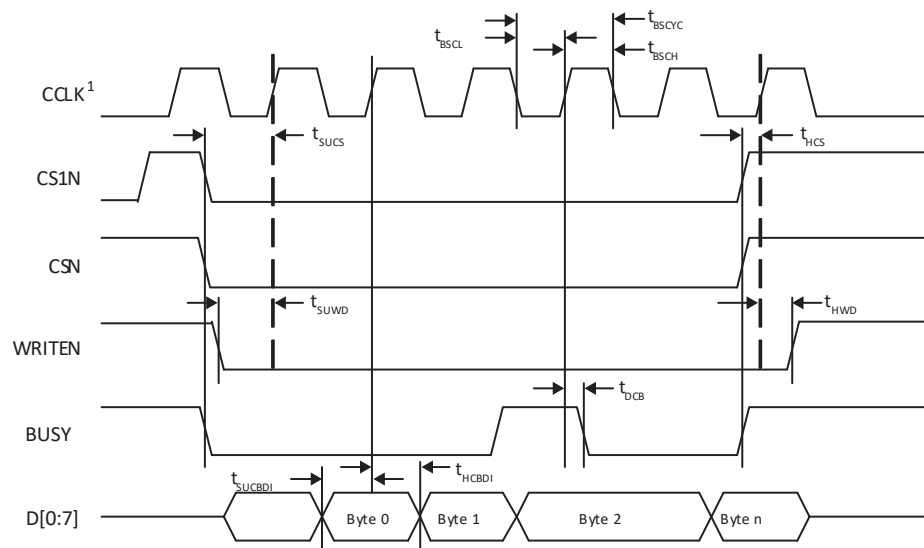 t_BSCYC
t_BSCL
t_BSCH
CCLK¹
t_SUCS
t_HCS
CS1N
CSN
t_SUWD
t_HWD
WRITEN
t_DCB
BUSY
t_SUCBDI
t_HCBDI
D[0:7]
Byte 0
Byte 1
Byte 2
Byte n